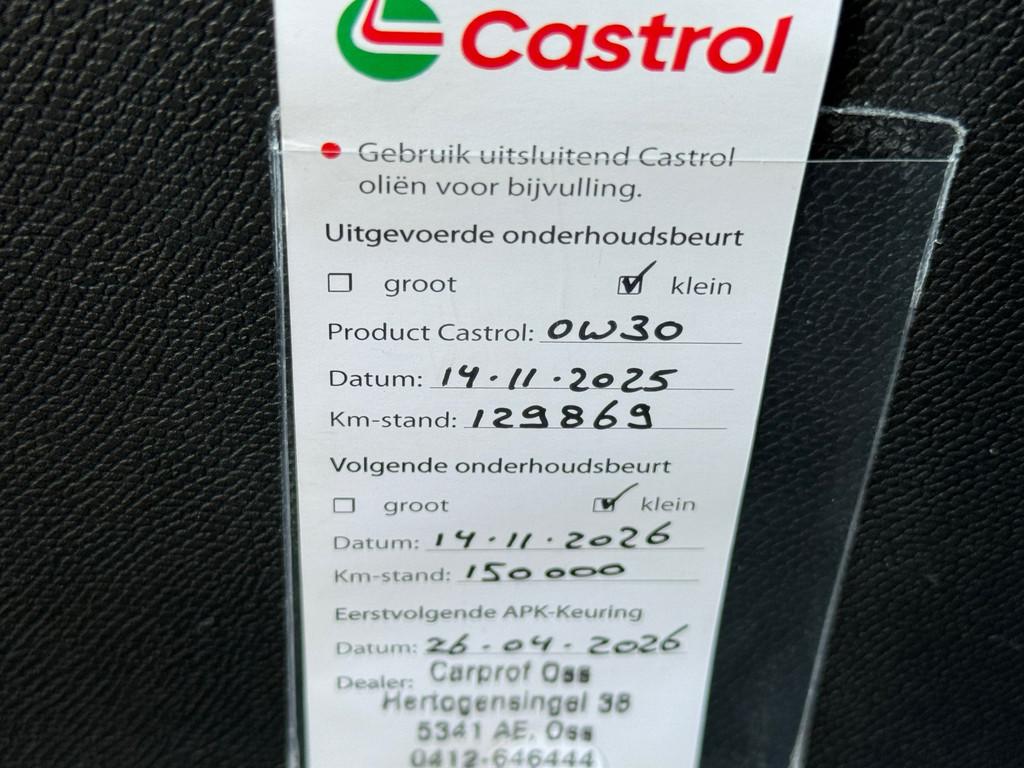 Castrol
Gebruik uitsluitend Castrol
oliën voor bijvulling.
Uitgevoerde onderhoudsbeurt
groot klein
Product Castrol: 0W30
Datum: 14.11.2025
Km-stand: 129869
Volgende onderhoudsbeurt
groot klein
Datum: 14.11.2026
Km-stand: 150000
Eerstvolgende APK-Keuring
Datum: 26-04-2026
Dealer: Carprof Oss
Hertogensingel 38
5341 AE, Oss
0412-646444